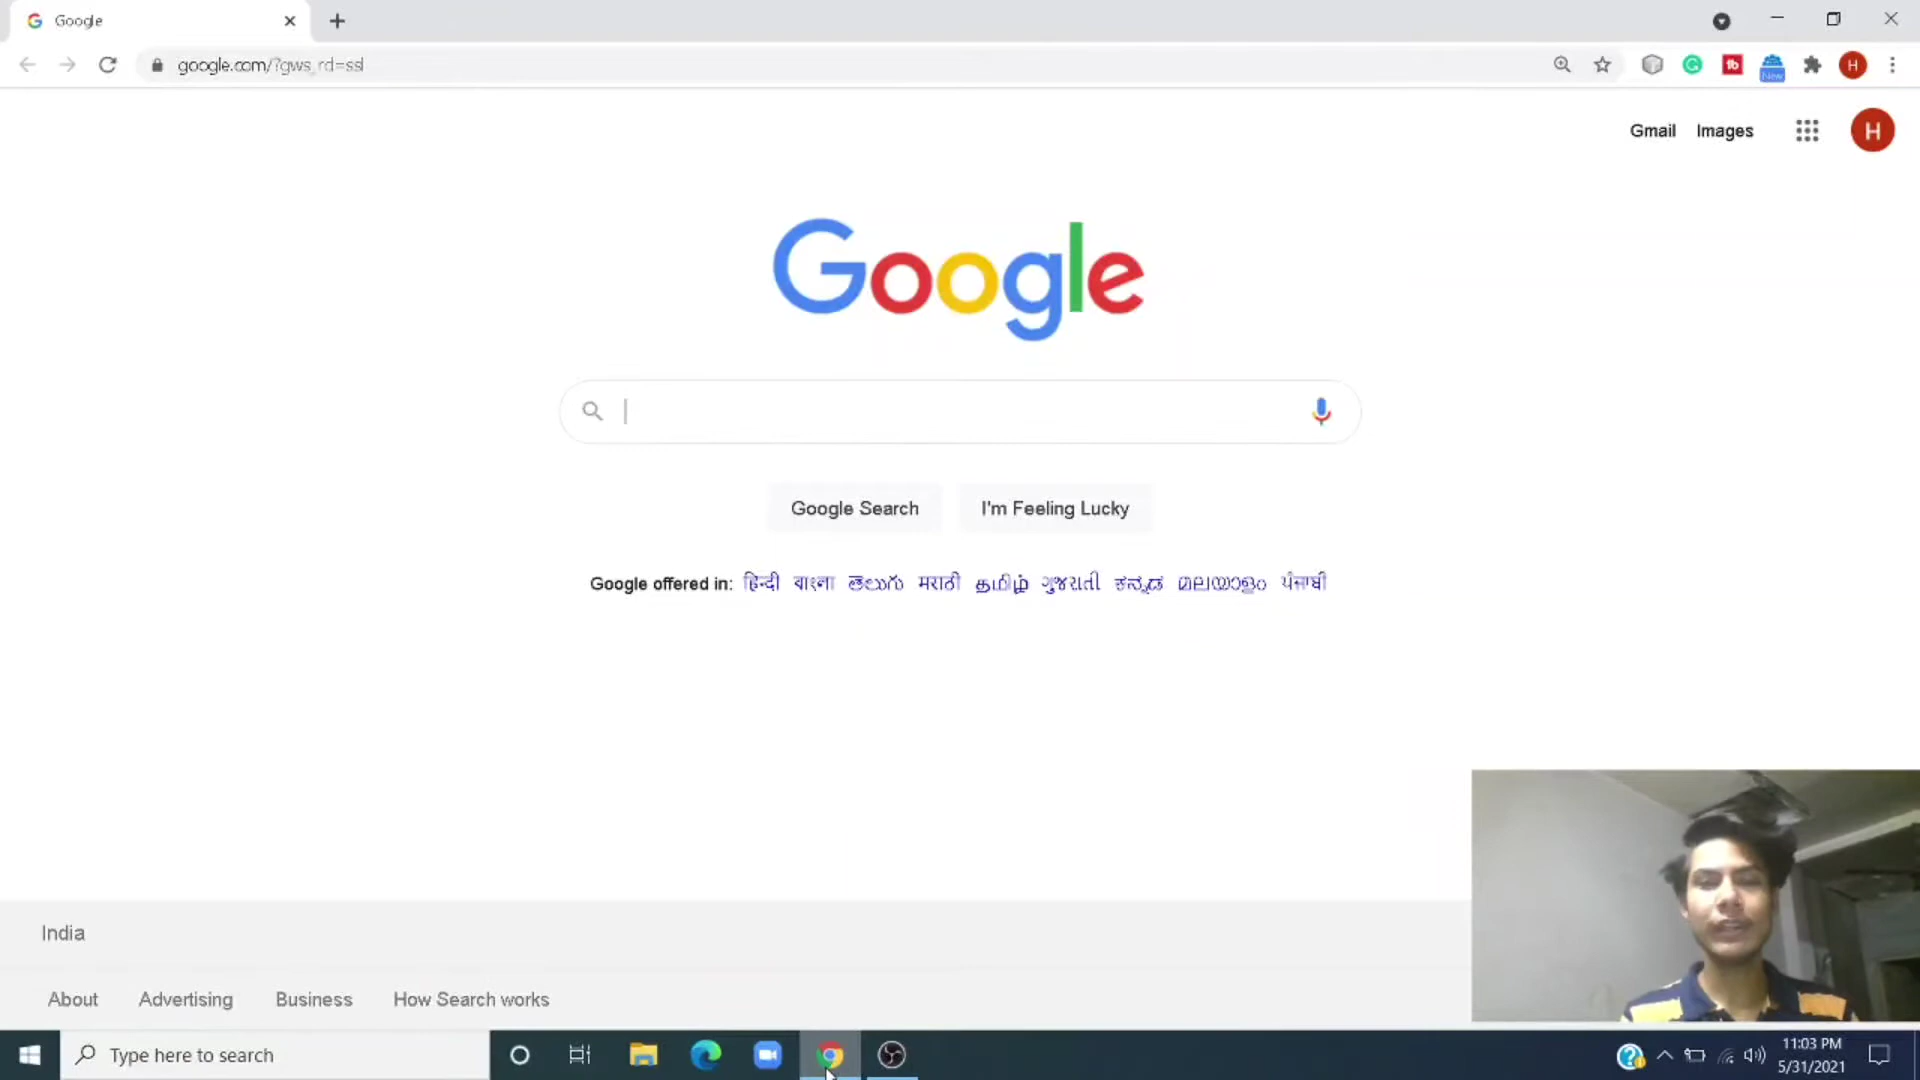 Google
google.com/?gws_rd=ssl
New
H
Gmail Images
H
Google
Google Search I'm Feeling Lucky
Google offered in: हिन्दी বাংলা తెలుగు मराठी தமிழ் ગુજરાતી ಕನ್ನಡ മലയാളം ਪੰਜਾਬੀ
India
About Advertising Business How Search works
Type here to search
11:03 PM
5/31/2021